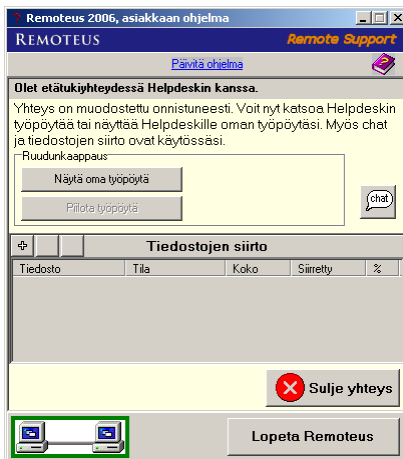 Remoteus 2006, asiakkaan ohjelma
REMOTEUS
Remote Support
Päivitä ohjelma
Olet etätukiyhteydessä Helpdeskin kanssa.
Yhteys on muodostettu onnistuneesti. Voit nyt katsoa Helpdeskin
työpöytää tai näyttää Helpdeskille oman työpöytäsi. Myös chat
ja tiedostojen siirto ovat käytössäsi.
Ruudunkaappaus
Näytä oma työpöytä
Piilota työpöytä
chat
Tiedostojen siirto
Tiedosto Tila Koko Siirretty %
Sulje yhteys
Lopeta Remoteus